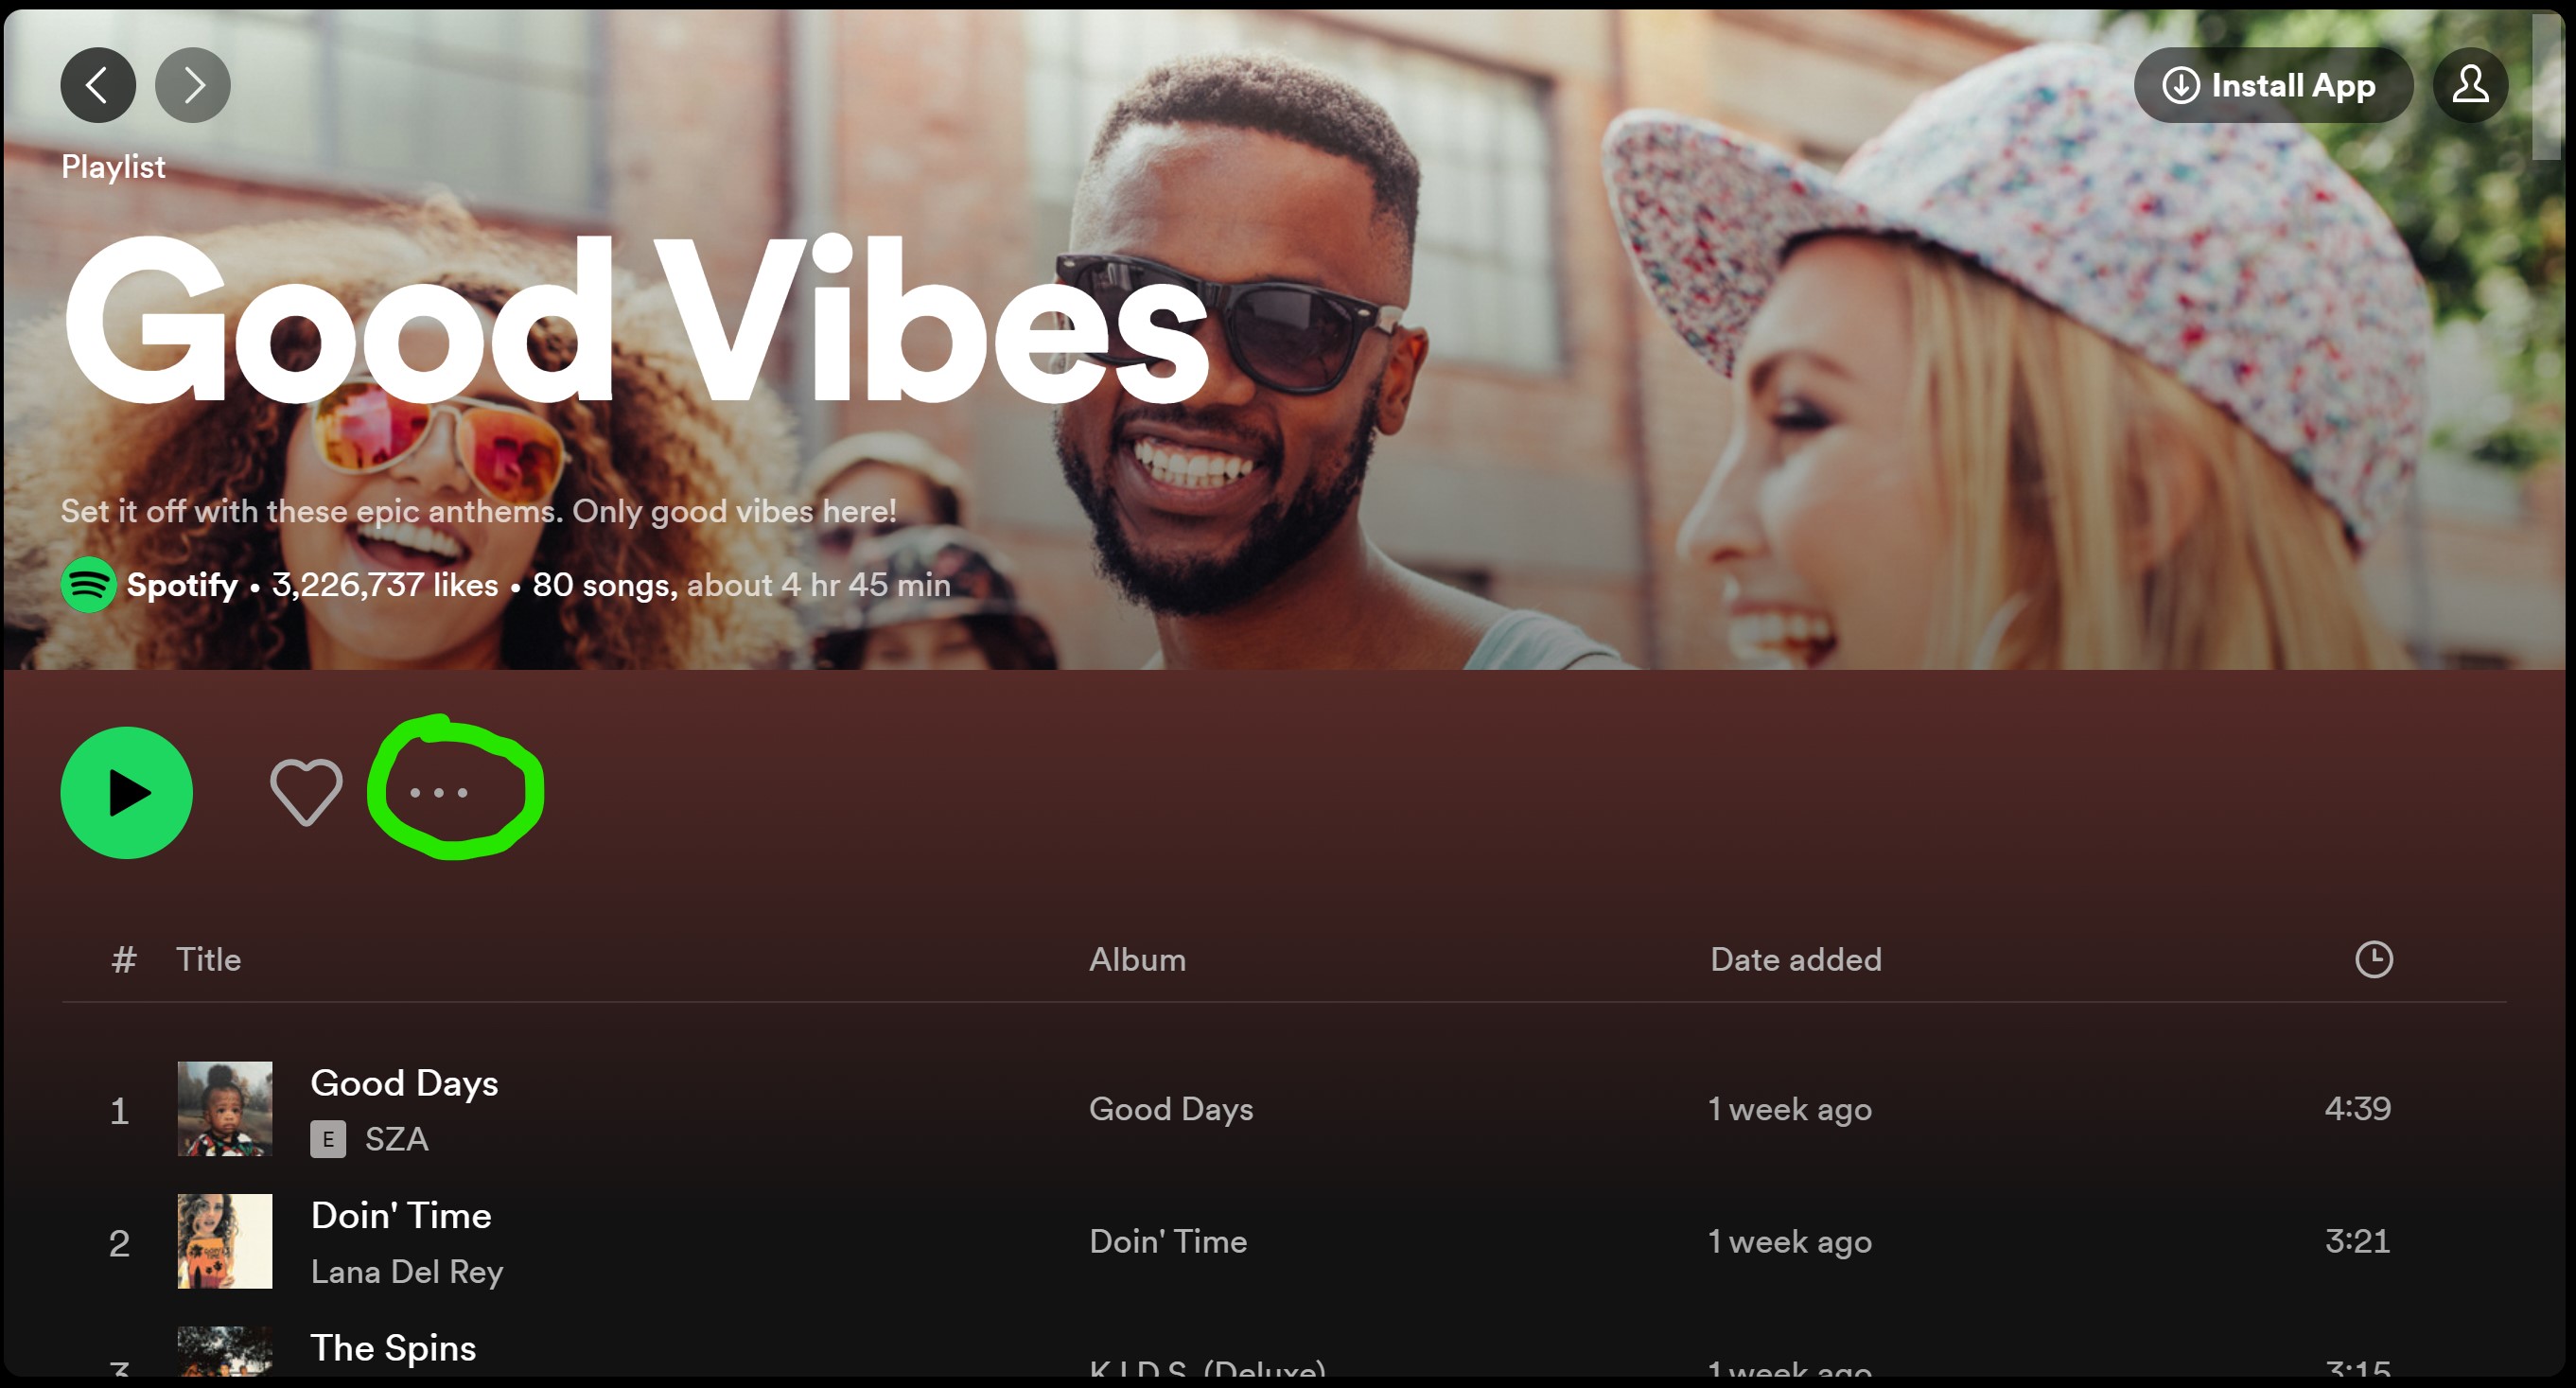 Install App
Playlist
Good Vibes
Set it off with these epic anthems. Only good vibes here!
Spotify • 3,226,737 likes • 80 songs, about 4 hr 45 min
# Title Album Date added
1 Good Days Good Days 1 week ago 4:39
E SZA
2 Doin' Time Doin' Time 1 week ago 3:21
Lana Del Rey
3 The Spins K.I.D.S. (Deluxe) 1 week ago 3:15